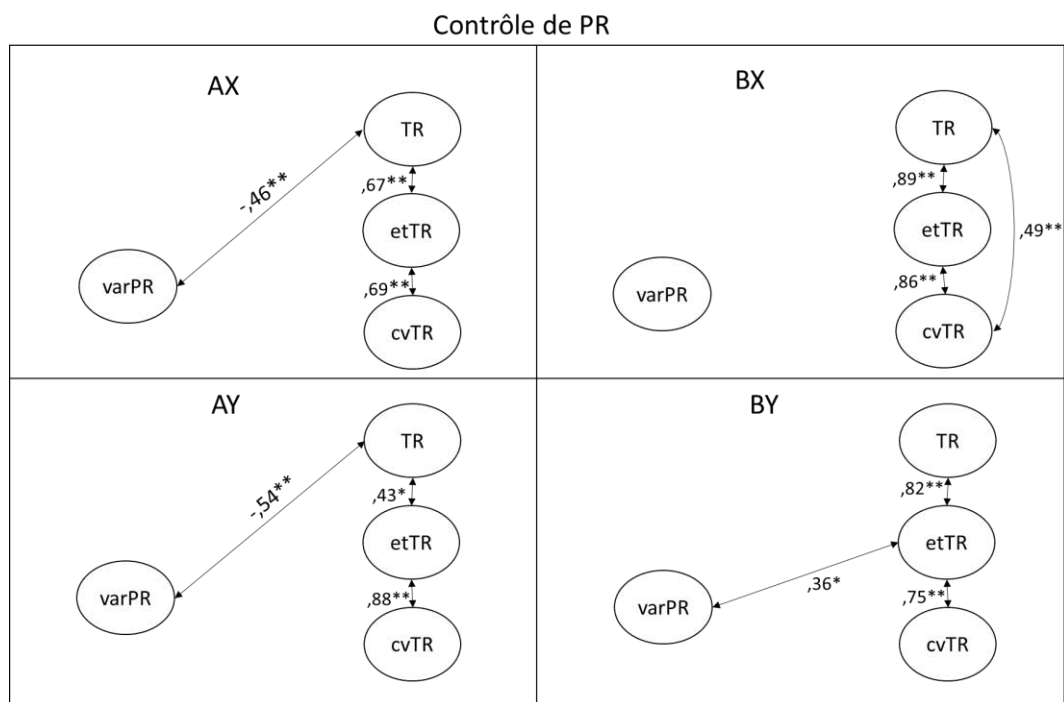 Contrôle de PR
AX
TR
-,46**
,67**
etTR
varPR
,69**
cvTR
BX
TR
,89**
etTR
,49**
varPR
,86**
cvTR
AY
TR
-,54**
,43*
etTR
varPR
,88**
cvTR
BY
TR
,82**
etTR
,36*
varPR
,75**
cvTR